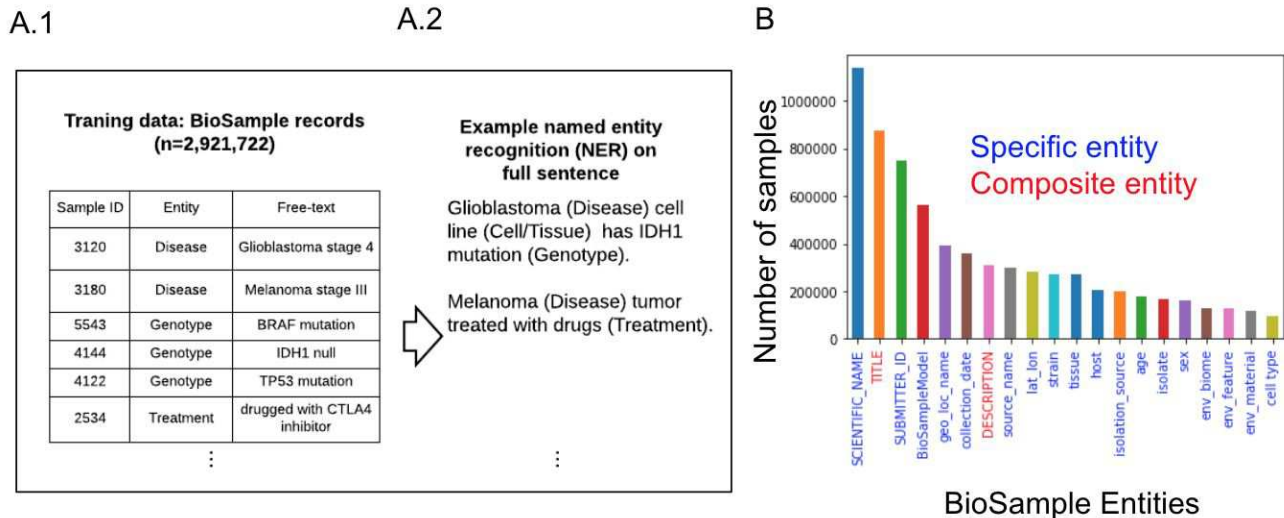 A.1
A.2
B
Traning data: BioSample records
(n=2,921,722)
Sample ID Entity Free-text
3120 Disease Glioblastoma stage 4
3180 Disease Melanoma stage III
5543 Genotype BRAF mutation
4144 Genotype IDH1 null
4122 Genotype TP53 mutation
2534 Treatment drugged with CTLA4
inhibitor
⋮
Example named entity
recognition (NER) on
full sentence
Glioblastoma (Disease) cell
line (Cell/Tissue) has IDH1
mutation (Genotype).
Melanoma (Disease) tumor
treated with drugs (Treatment).
⋮
Number of samples
1000000
800000
600000
400000
200000
0
Specific entity
Composite entity
SCIENTIFIC_NAME
TITLE
SUBMITTER_ID
BioSampleModel
geo_loc_name
collection_date
DESCRIPTION
source_name
lat_lon
strain
tissue
host
isolation_source
age
isolate
sex
env_biome
env_feature
env_material
cell type
BioSample Entities